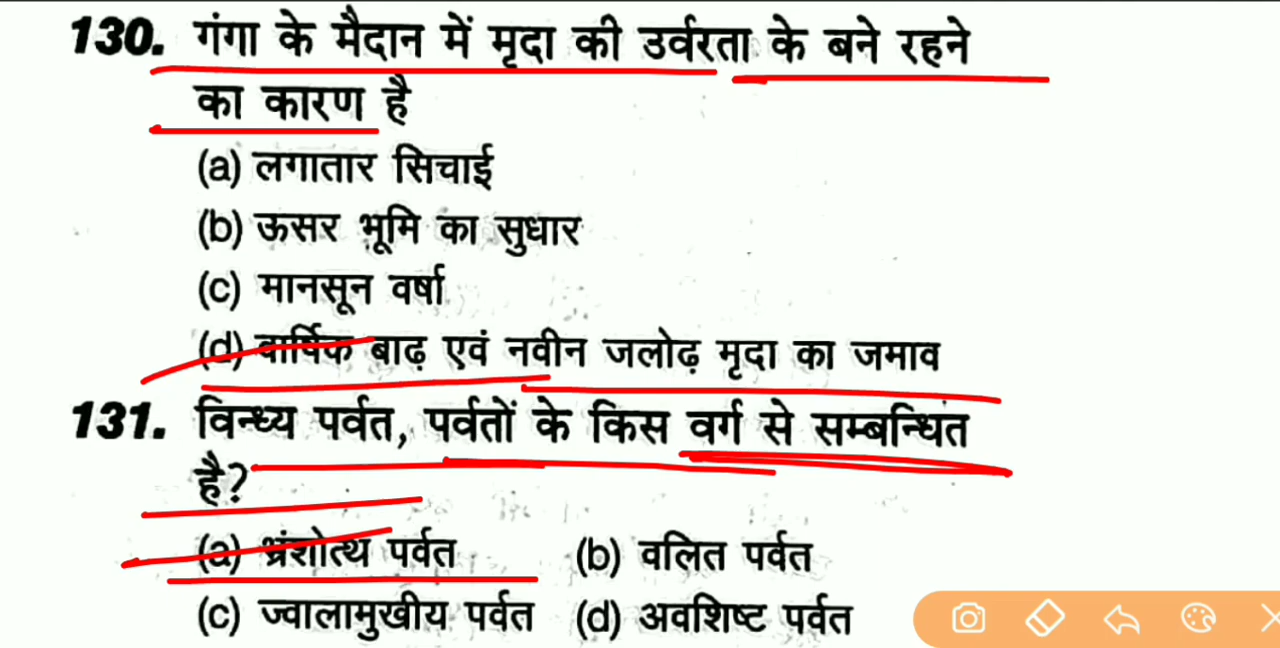 130. गंगा के मैदान में मृदा की उर्वरता के बने रहने
का कारण है
(a) लगातार सिचाई
(b) ऊसर भूमि का सुधार
(c) मानसून वर्षा
(d) वार्षिक बाढ़ एवं नवीन जलोढ़ मृदा का जमाव
131. विन्ध्य पर्वत, पर्वतों के किस वर्ग से सम्बन्धित
है?
(a) भ्रंशोत्थ पर्वत (b) वलित पर्वत
(c) ज्वालामुखीय पर्वत (d) अवशिष्ट पर्वत